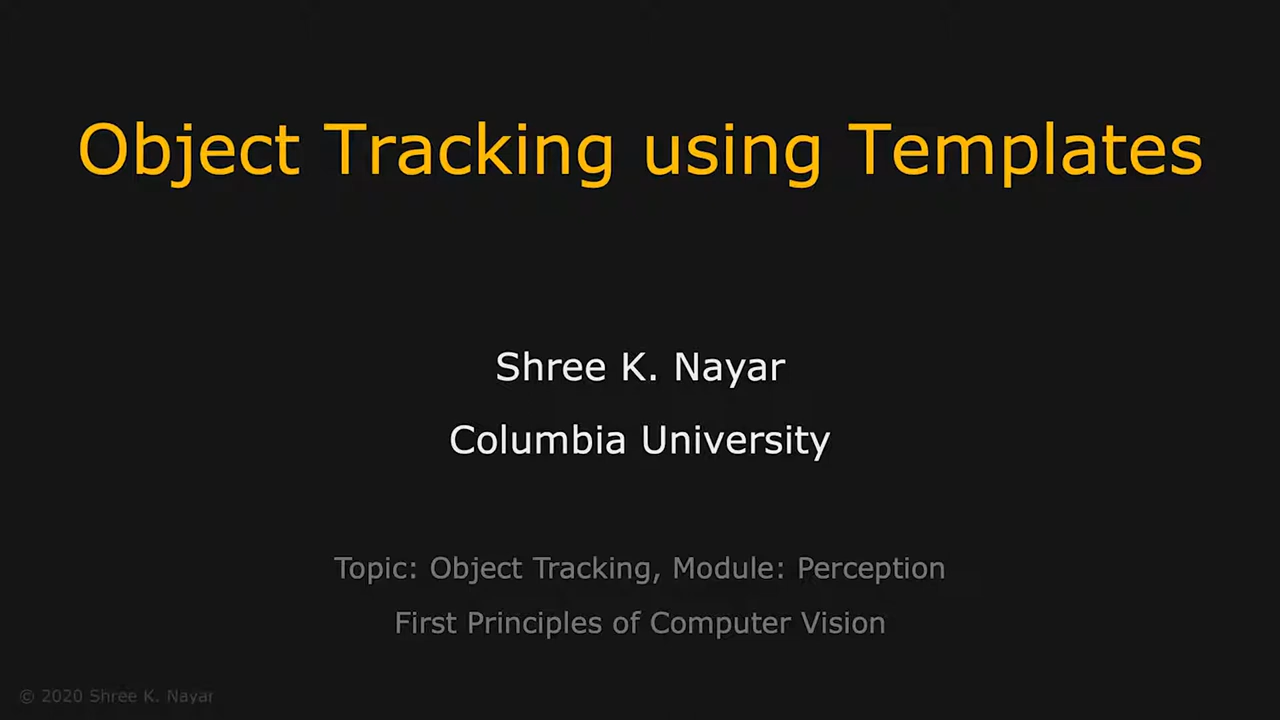 Object Tracking using Templates
Shree K. Nayar
Columbia University
Topic: Object Tracking, Module: Perception
First Principles of Computer Vision
© 2020 Shree K. Nayar